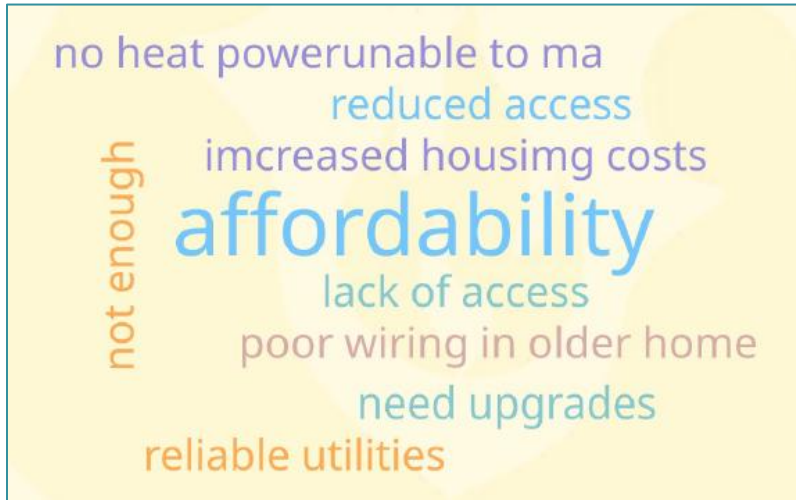 no heat powerunable to ma
reduced access
imcreased housimg costs
not enough
affordability
lack of access
poor wiring in older home
need upgrades
reliable utilities